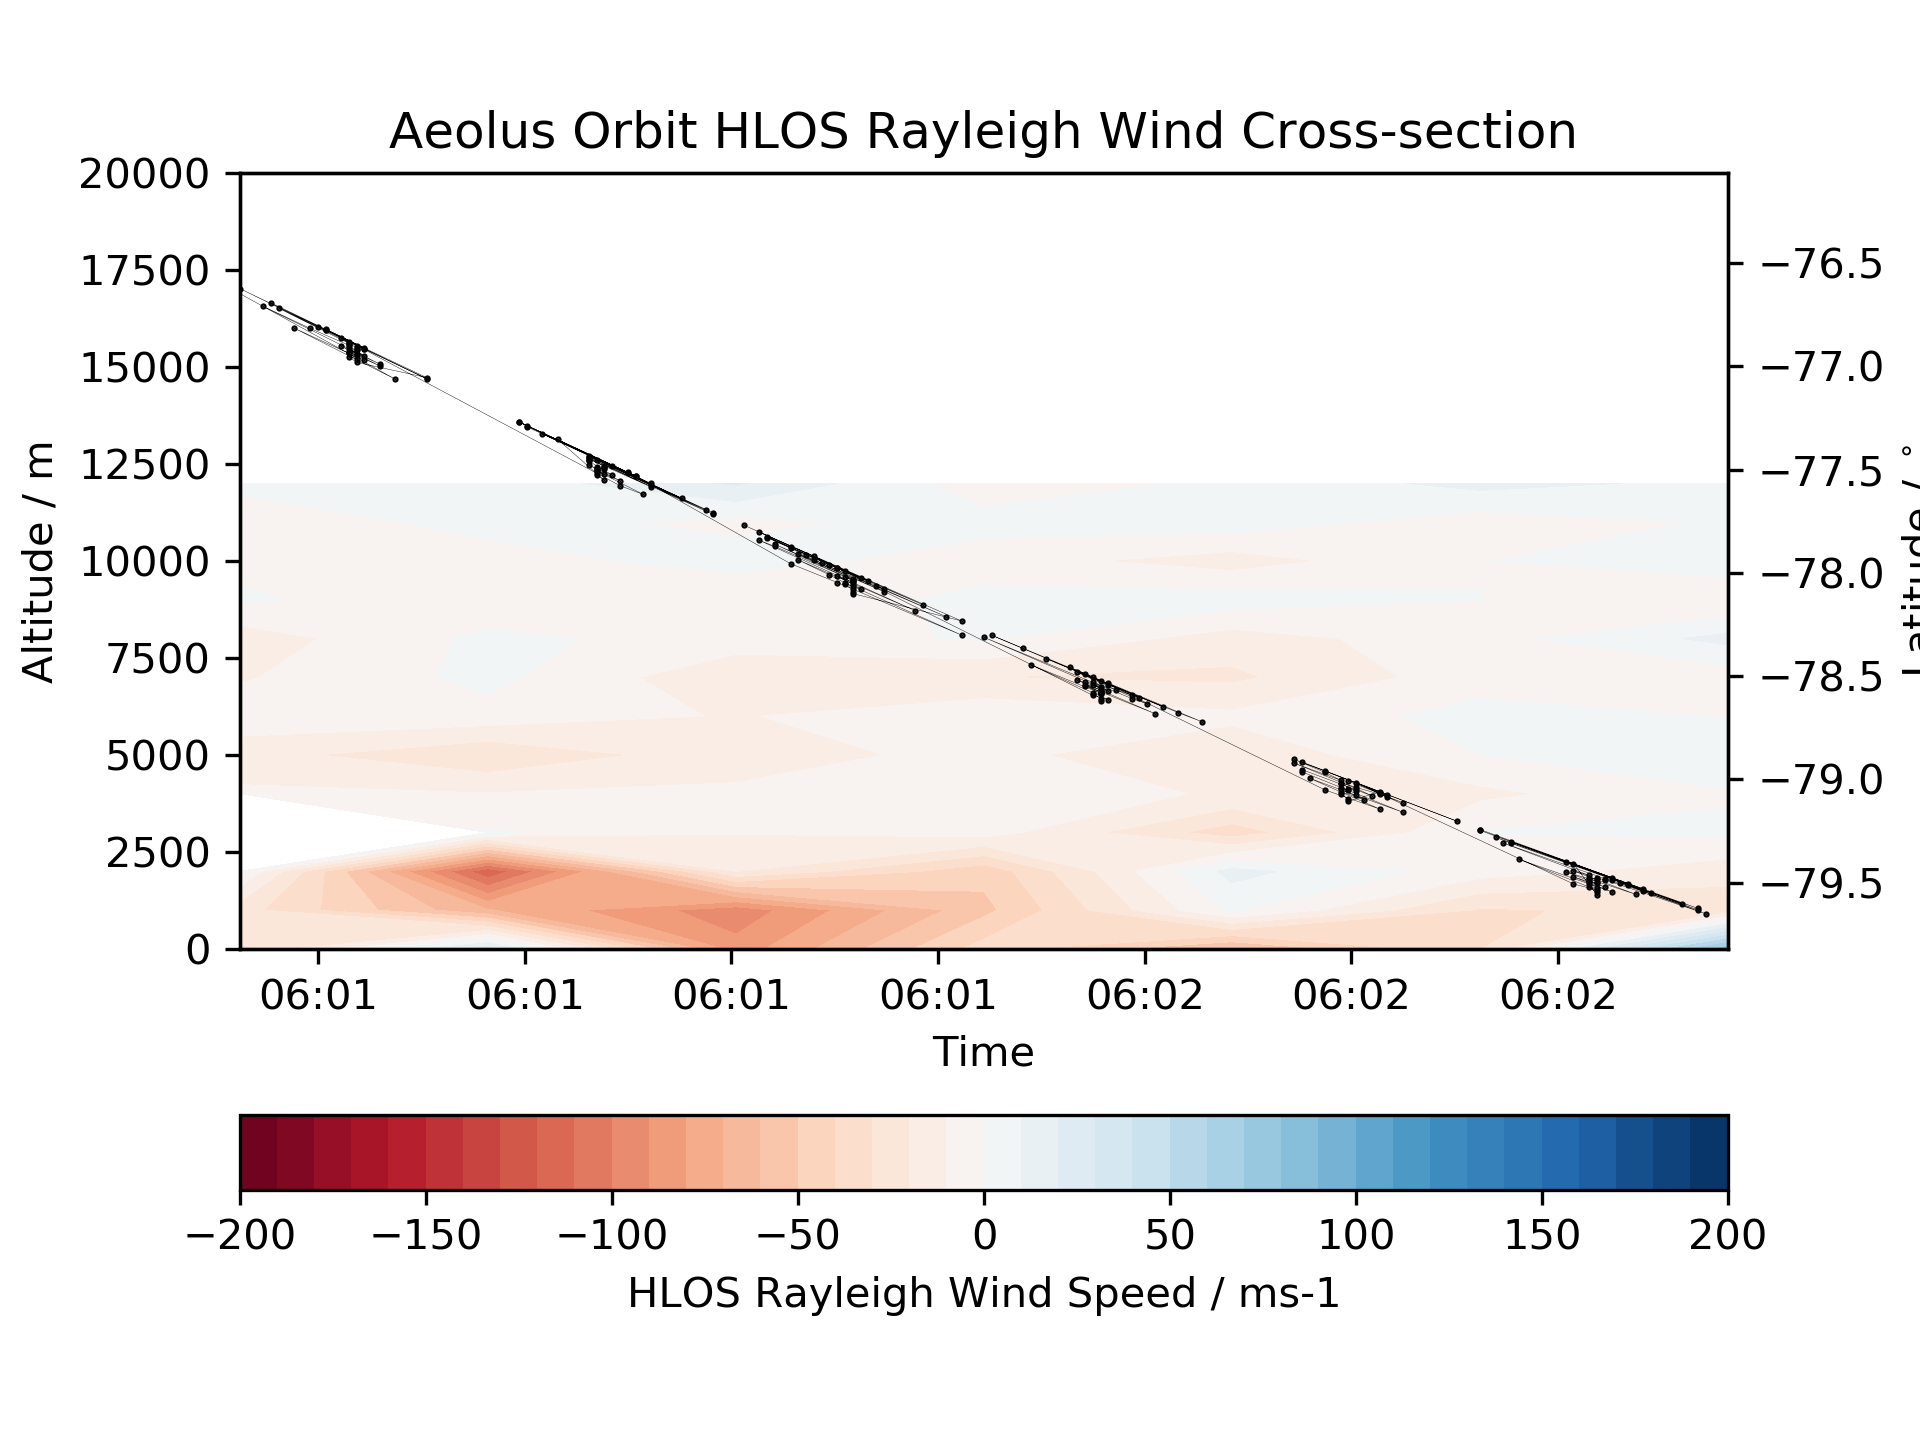 Aeolus Orbit HLOS Rayleigh Wind Cross-section
20000
17500
15000
12500
10000
7500
5000
2500
0
Altitude / m
−76.5
−77.0
−77.5
−78.0
−78.5
−79.0
−79.5
Latitude / °
06:01 06:01 06:01 06:01 06:02 06:02 06:02
Time
−200 −150 −100 −50 0 50 100 150 200
HLOS Rayleigh Wind Speed / ms-1